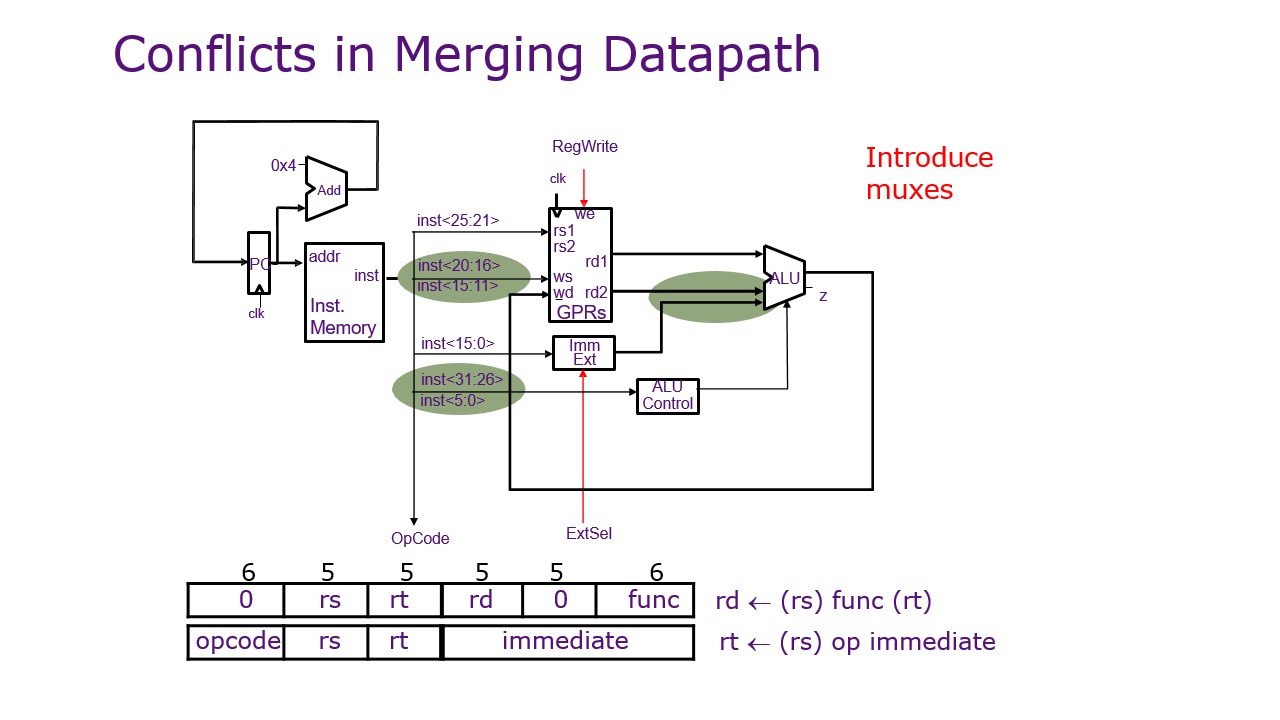 Conflicts in Merging Datapath
RegWrite
Introduce
muxes
0x4
Add
clk
we
inst<25:21>
rs1
rs2
rd1
PC
addr
inst
inst<20:16>
inst<15:11>
ws
wd rd2
GPRs
ALU
z
clk
Inst.
Memory
inst<15:0>
Imm
Ext
inst<31:26>
inst<5:0>
ALU
Control
OpCode
ExtSel
6 5 5 5 5 6
0 rs rt rd 0 func rd ← (rs) func (rt)
opcode rs rt immediate rt ← (rs) op immediate